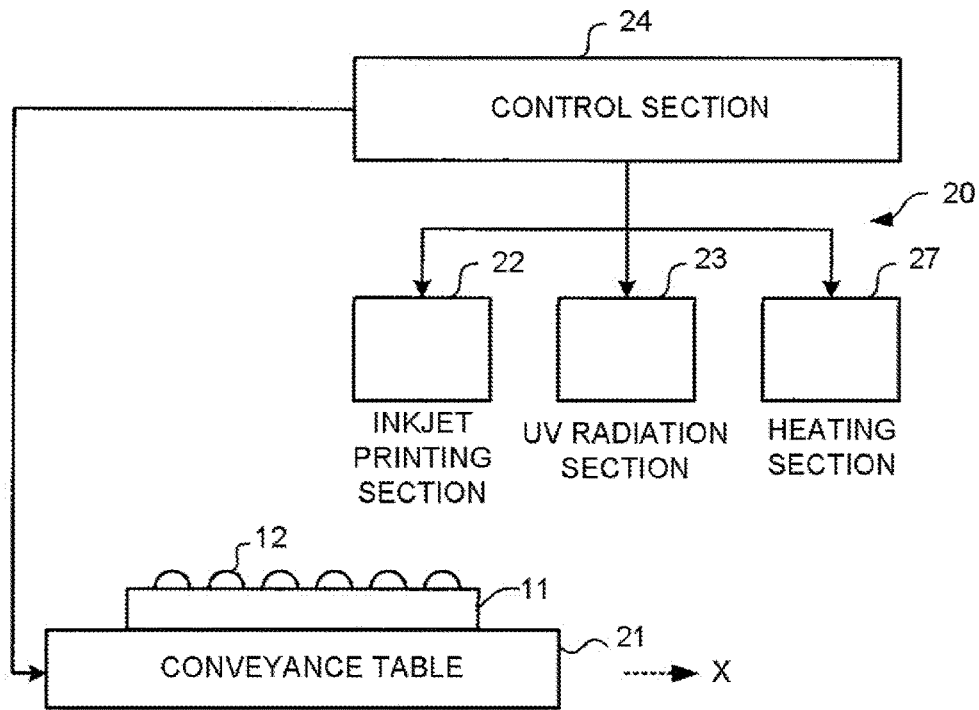 24
CONTROL SECTION
20
22
23
27
INKJET
PRINTING
SECTION
UV RADIATION
SECTION
HEATING
SECTION
12
11
21
CONVEYANCE TABLE
X